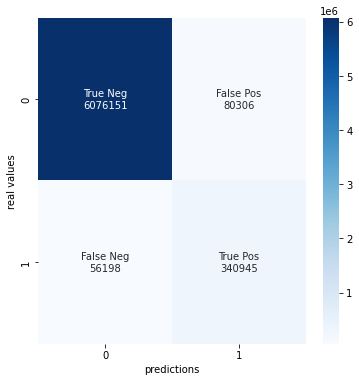 1e6
True Neg
6076151
False Pos
80306
False Neg
56198
True Pos
340945
0
1
real values
0
1
predictions
6
5
4
3
2
1